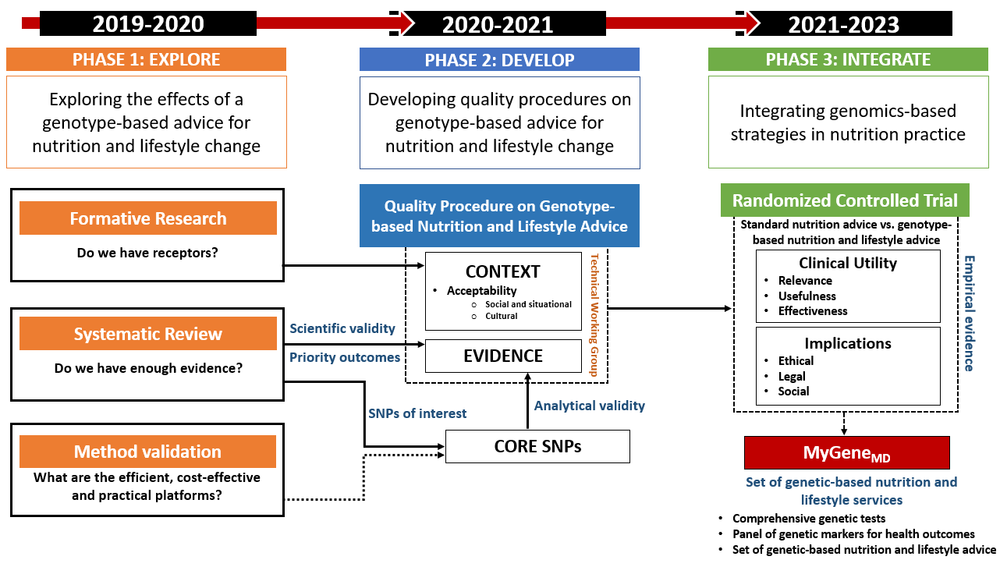 2019-2020
2020-2021
2021-2023
PHASE 1: EXPLORE
PHASE 2: DEVELOP
PHASE 3: INTEGRATE
Exploring the effects of a
genotype-based advice for
nutrition and lifestyle change
Developing quality procedures on
genotype-based advice for
nutrition and lifestyle change
Integrating genomics-based
strategies in nutrition practice
Formative Research
Do we have receptors?
Systematic Review
Do we have enough evidence?
Method validation
What are the efficient, cost-effective
and practical platforms?
Scientific validity
Priority outcomes
SNPs of interest
Quality Procedure on Genotype-
based Nutrition and Lifestyle Advice
CONTEXT
• Acceptability
o Social and situational
o Cultural
EVIDENCE
Technical Working Group
Analytical validity
CORE SNPs
Randomized Controlled Trial
Standard nutrition advice vs. genotype-
based nutrition and lifestyle advice
Clinical Utility
• Relevance
• Usefulness
• Effectiveness
Implications
• Ethical
• Legal
• Social
Empirical evidence
MyGeneMD
Set of genetic-based nutrition and
lifestyle services
• Comprehensive genetic tests
• Panel of genetic markers for health outcomes
• Set of genetic-based nutrition and lifestyle advice